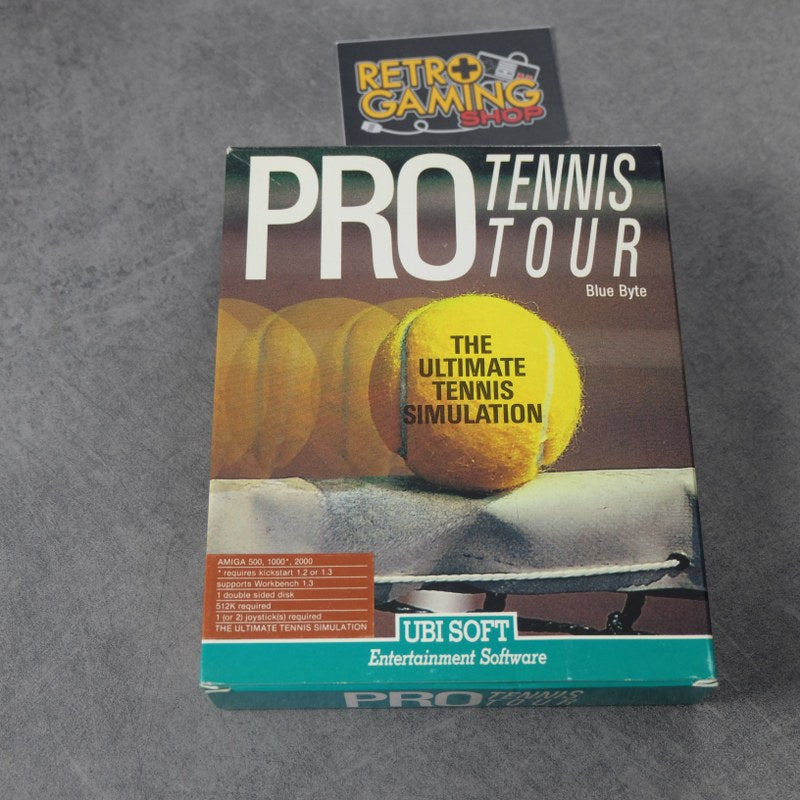 RETRO
GAMING
SHOP
PRO TENNIS
TOUR
Blue Byte
THE
ULTIMATE
TENNIS
SIMULATION
AMIGA 500, 1000*, 2000
* requires kickstart 1.2 or 1.3
supports Workbench 1.3
1 double sided disk
512K required
1 (or 2) joystick(s) required
THE ULTIMATE TENNIS SIMULATION
UBI SOFT
Entertainment Software
PRO TENNIS
TOUR